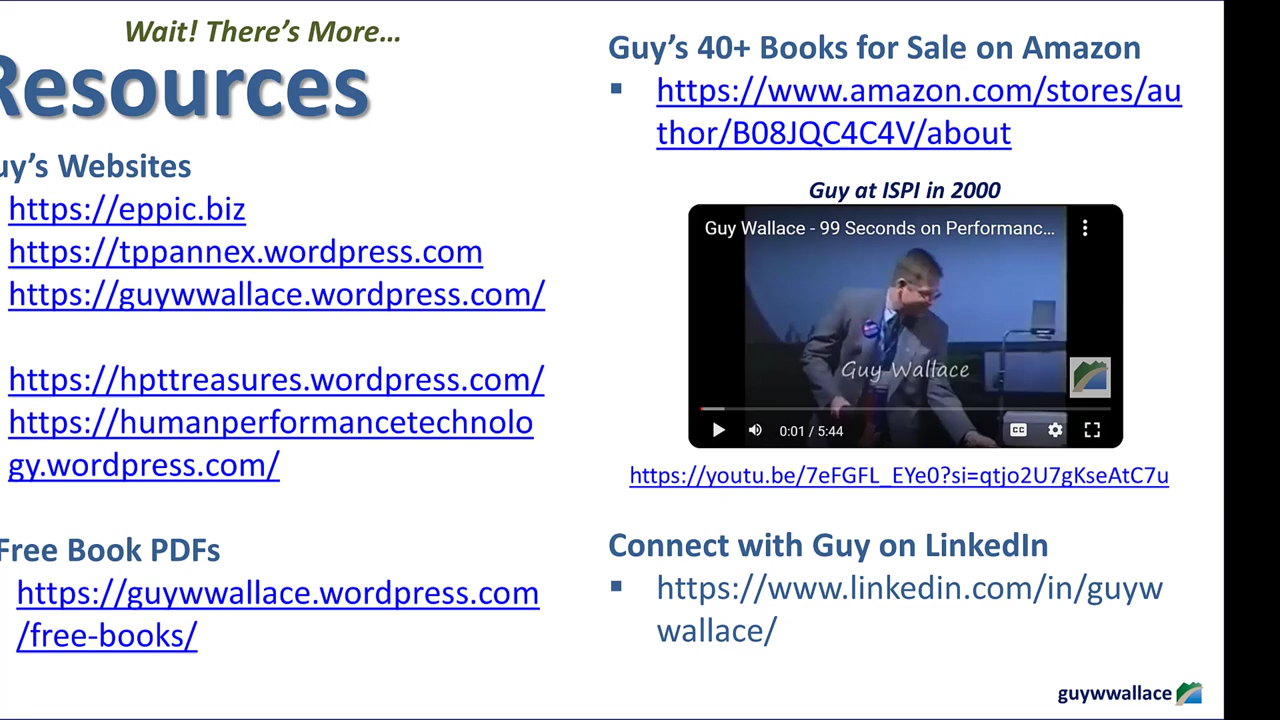 Wait! There's More...
Resources
uy's Websites
https://eppic.biz
https://tppannex.wordpress.com
https://guywwallace.wordpress.com/
https://hpttreasures.wordpress.com/
https://humanperformancetechnolo
gy.wordpress.com/
Free Book PDFs
https://guywwallace.wordpress.com
/free-books/
Guy's 40+ Books for Sale on Amazon
https://www.amazon.com/stores/au
thor/B08JQC4C4V/about
Guy at ISPI in 2000
Guy Wallace - 99 Seconds on Performanc...
Guy Wallace
0:01 / 5:44
CC
https://youtu.be/7eFGFL_EYe0?si=qtjo2U7gKseAtC7u
Connect with Guy on LinkedIn
https://www.linkedin.com/in/guyw
wallace/
guywwallace